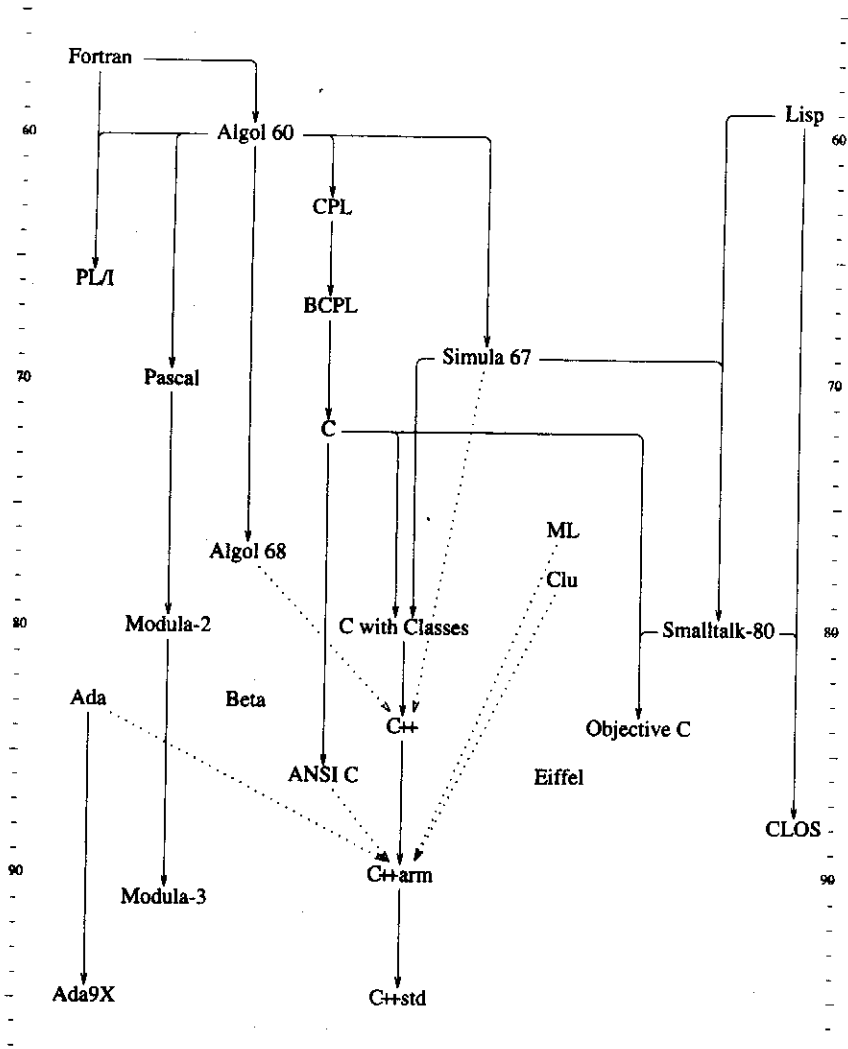 Fortran
Lisp
60
Algol 60
60
CPL
PL/I
BCPL
Simula 67
70
Pascal
70
C
ML
Algol 68
Clu
80
Modula-2
C with Classes
Smalltalk-80
80
Ada
Beta
C++
Objective C
ANSI C
Eiffel
CLOS
90
C++arm
90
Modula-3
Ada9X
C++std